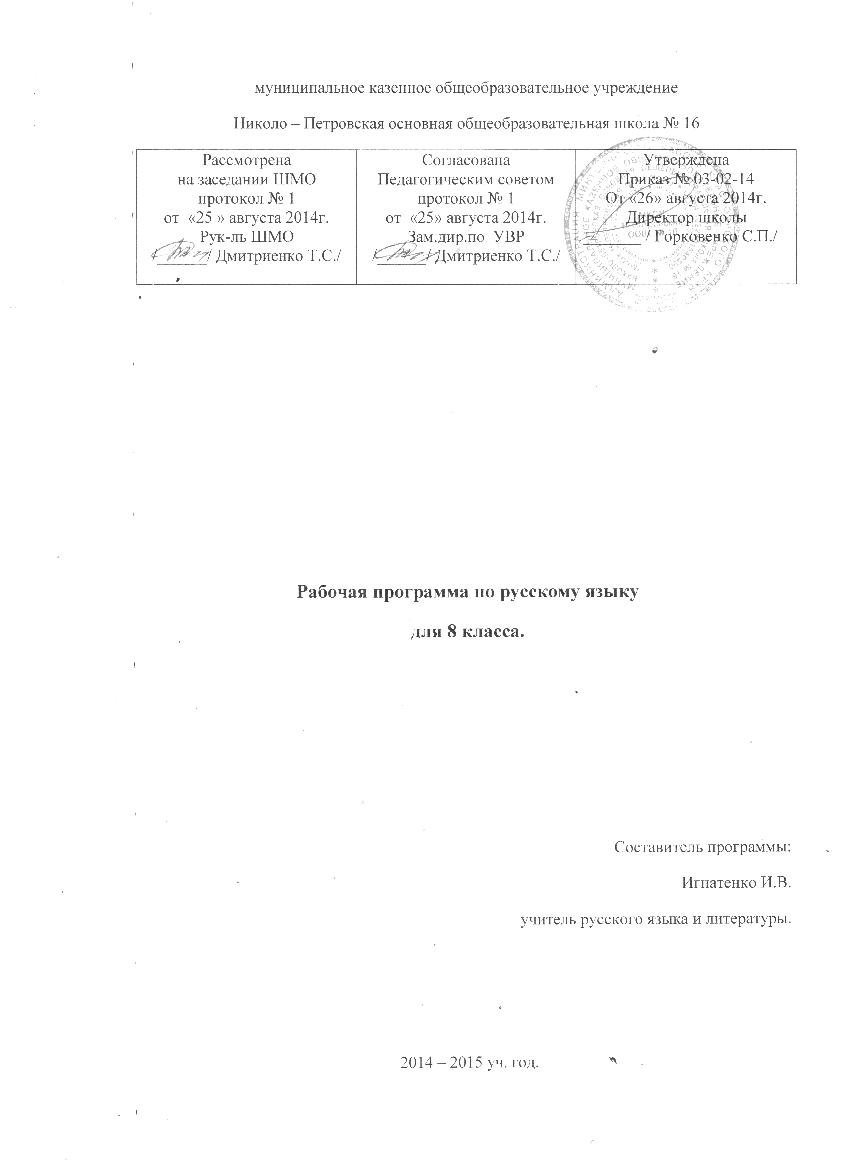 муниципальное казенное общеобразовательное учреждение
Николо – Петровская основная общеобразовательная школа № 16
Рассмотрена
на заседании ШМО
протокол № 1
от «25 » августа 2014г.
Рук-ль ШМО
/ Дмитриенко Т.С./
Согласована
Педагогическим советом
протокол № 1
от «25» августа 2014г.
Зам.дир.по УВР
/Дмитриенко Т.С./
Утверждена
Приказ № 03-02-14
От «26» августа 2014г.
Директор школы
/ Горковенко С.П./
Рабочая программа по русскому языку
для 8 класса.
Составитель программы:
Игнатенко И.В.
учитель русского языка и литературы.
2014 – 2015 уч. год.